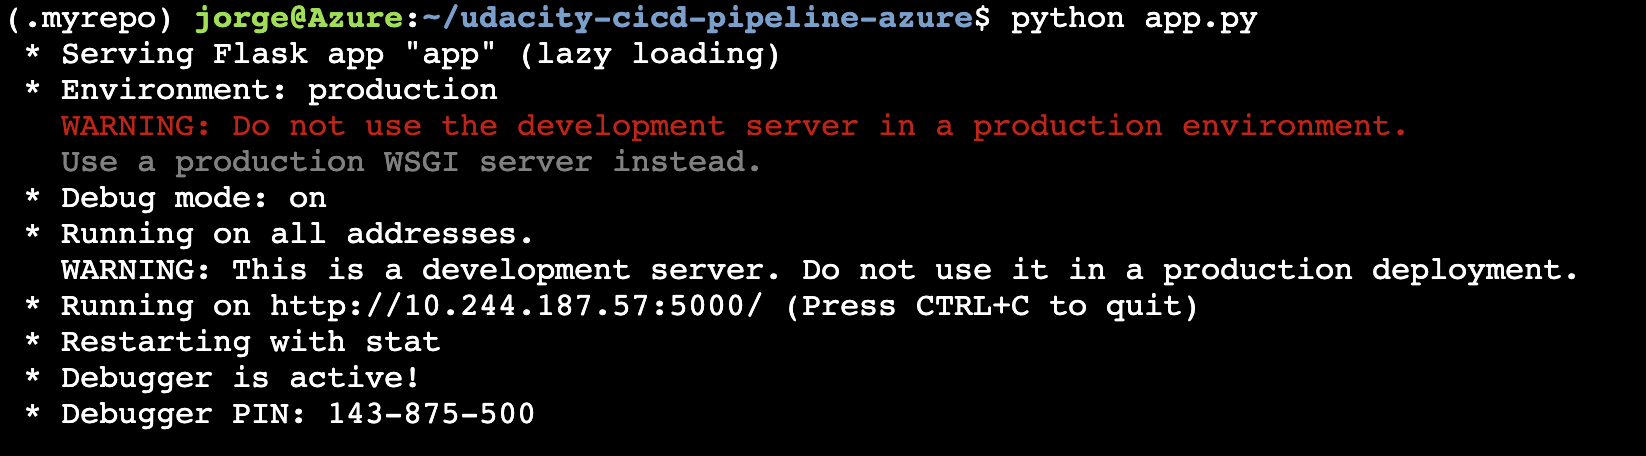 (.myrepo) jorge@Azure:~/udacity-cicd-pipeline-azure$ python app.py
* Serving Flask app "app" (lazy loading)
* Environment: production
WARNING: Do not use the development server in a production environment.
Use a production WSGI server instead.
* Debug mode: on
* Running on all addresses.
WARNING: This is a development server. Do not use it in a production deployment.
* Running on http://10.244.187.57:5000/ (Press CTRL+C to quit)
* Restarting with stat
* Debugger is active!
* Debugger PIN: 143-875-500